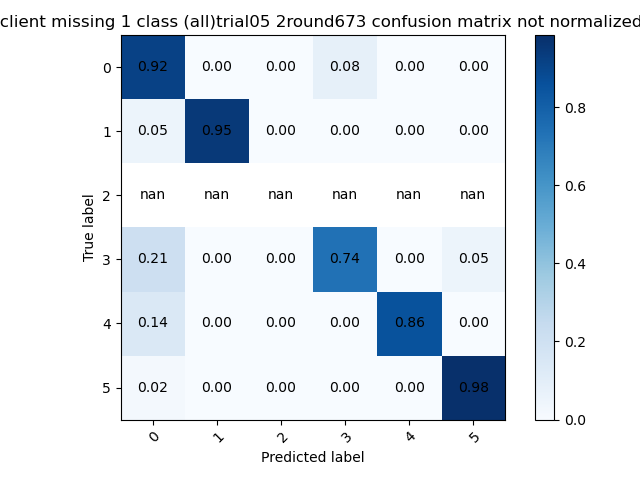 client missing 1 class (all)trial05 2round673 confusion matrix not normalized
0 0.92 0.00 0.00 0.08 0.00 0.00
1 0.05 0.95 0.00 0.00 0.00 0.00
2 nan nan nan nan nan nan
3 0.21 0.00 0.00 0.74 0.00 0.05
4 0.14 0.00 0.00 0.00 0.86 0.00
5 0.02 0.00 0.00 0.00 0.00 0.98
0 1 2 3 4 5
True label
Predicted label
0.8
0.6
0.4
0.2
0.0